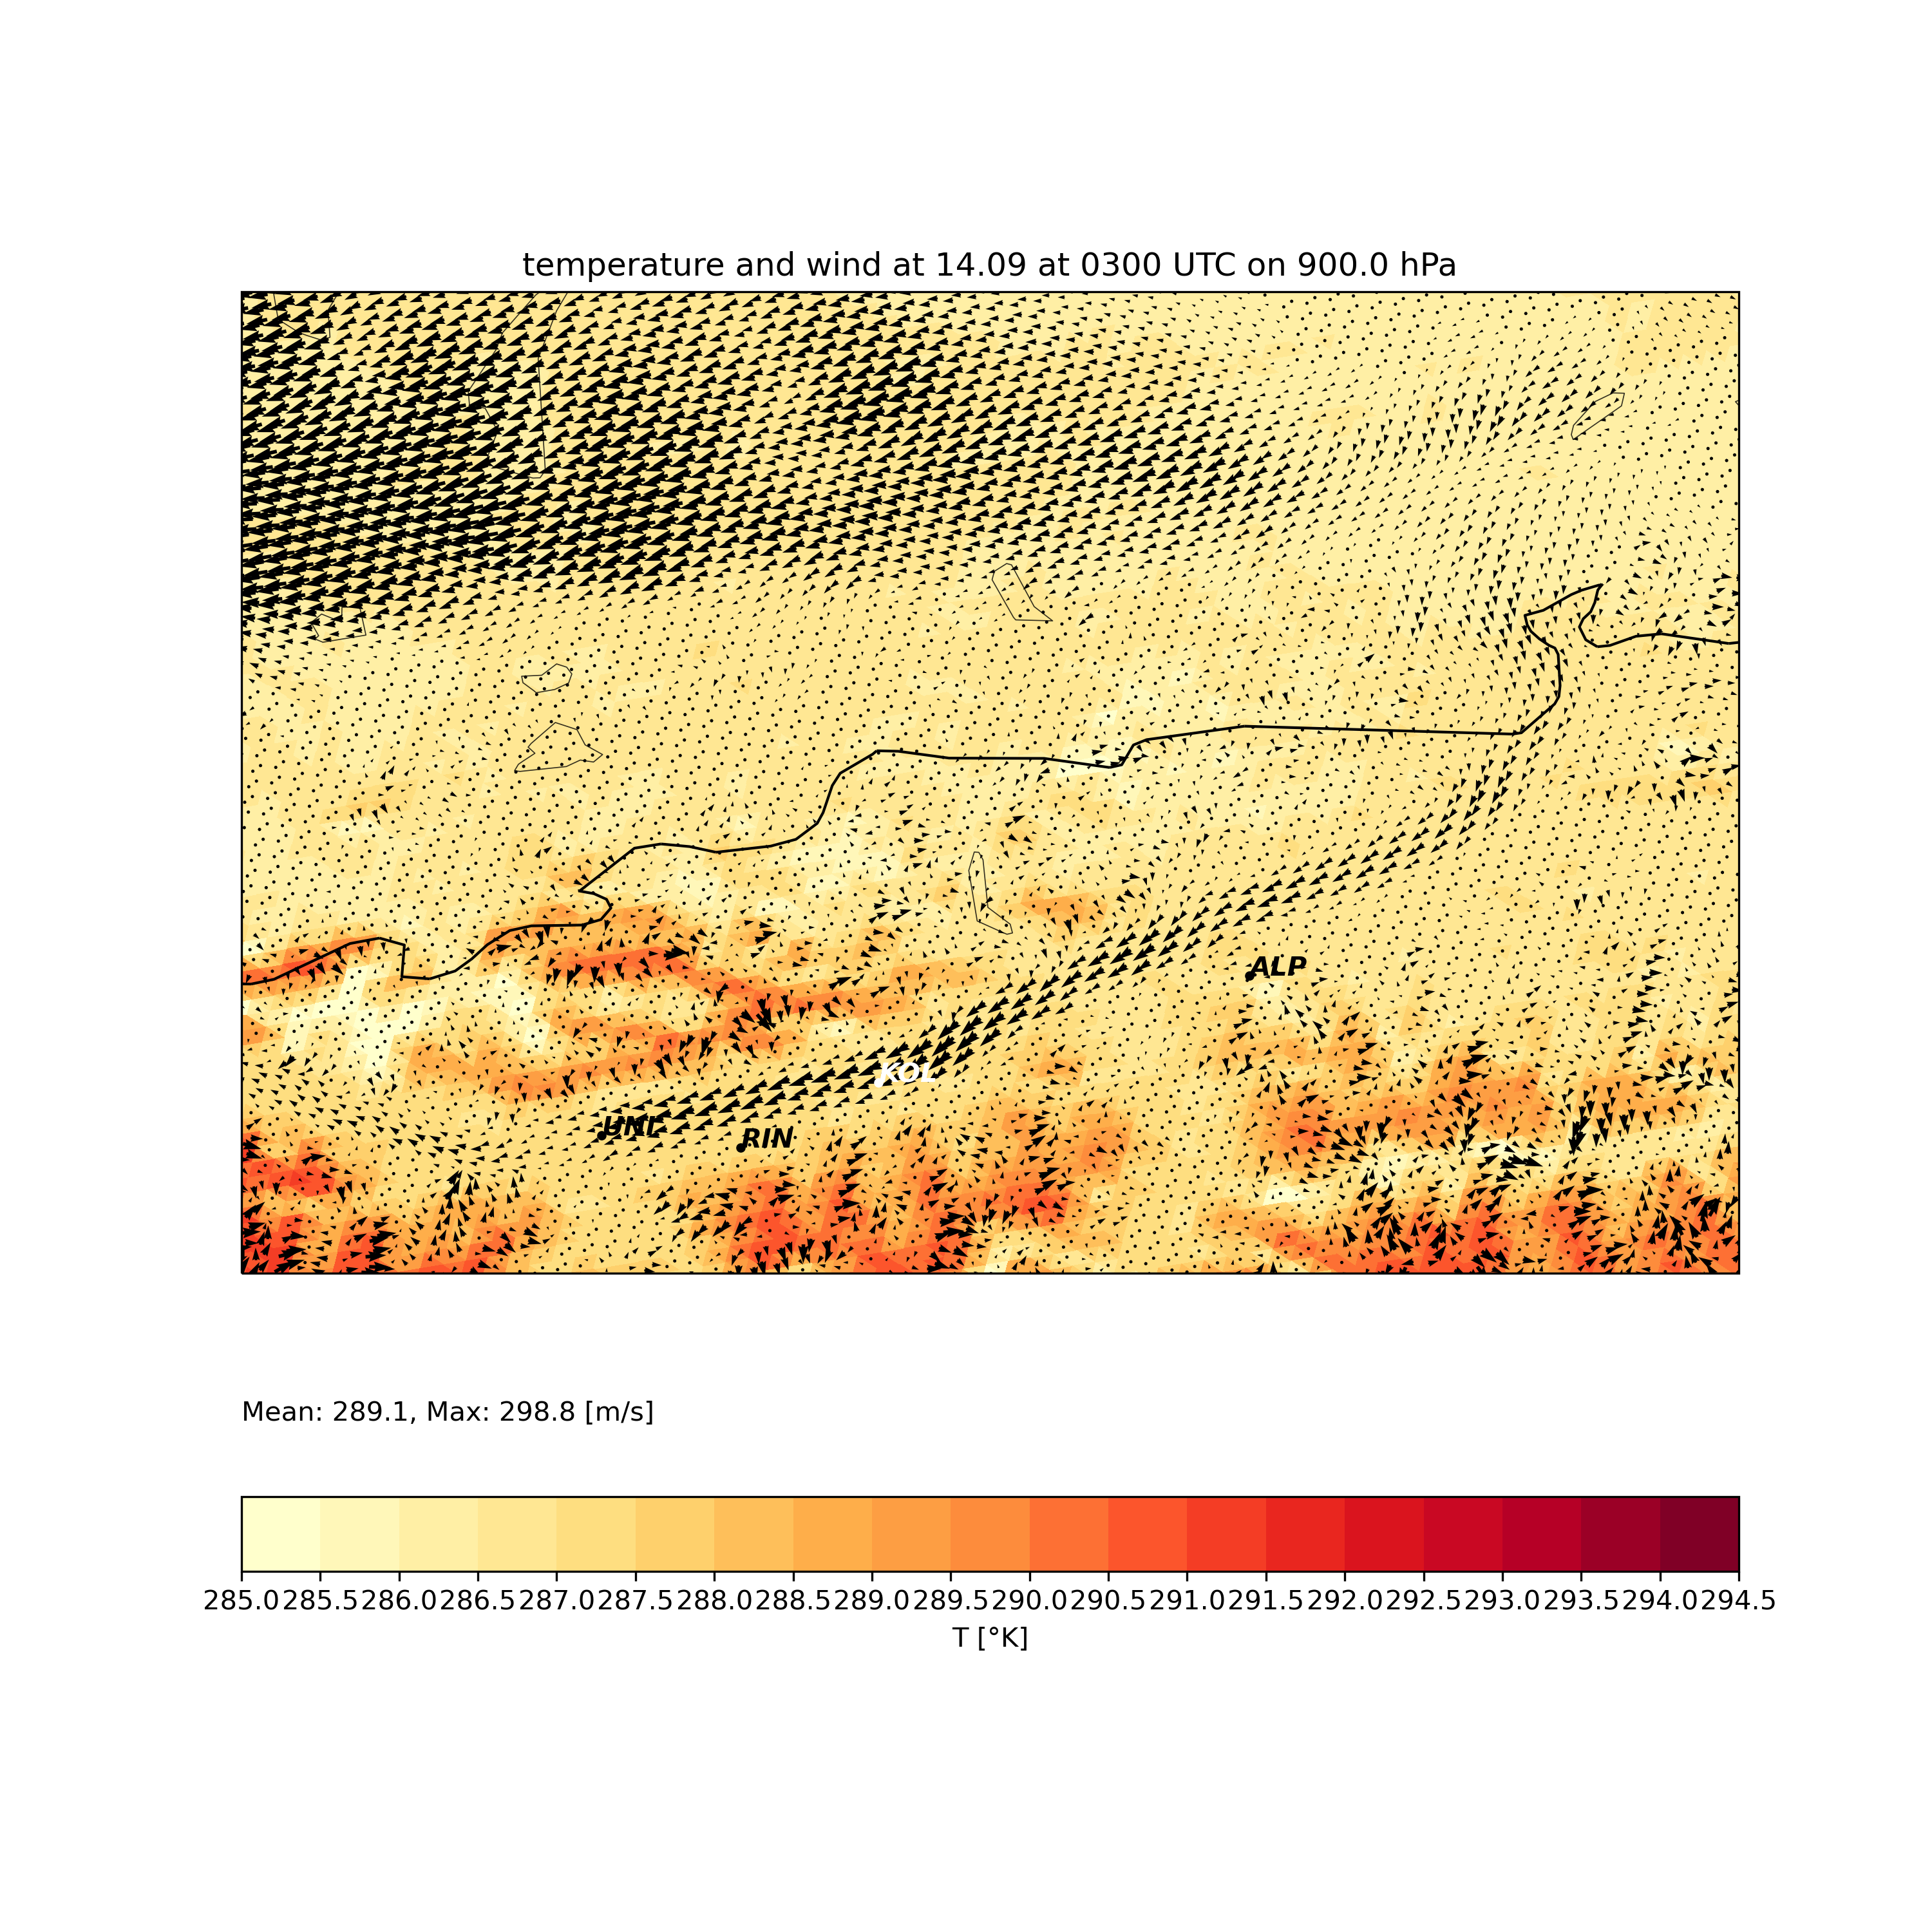 temperature and wind at 14.09 at 0300 UTC on 900.0 hPa
ALP
KOL
UNL
RIN
Mean: 289.1, Max: 298.8 [m/s]
285.0 285.5 286.0 286.5 287.0 287.5 288.0 288.5 289.0 289.5 290.0 290.5 291.0 291.5 292.0 292.5 293.0 293.5 294.0 294.5
T [°K]